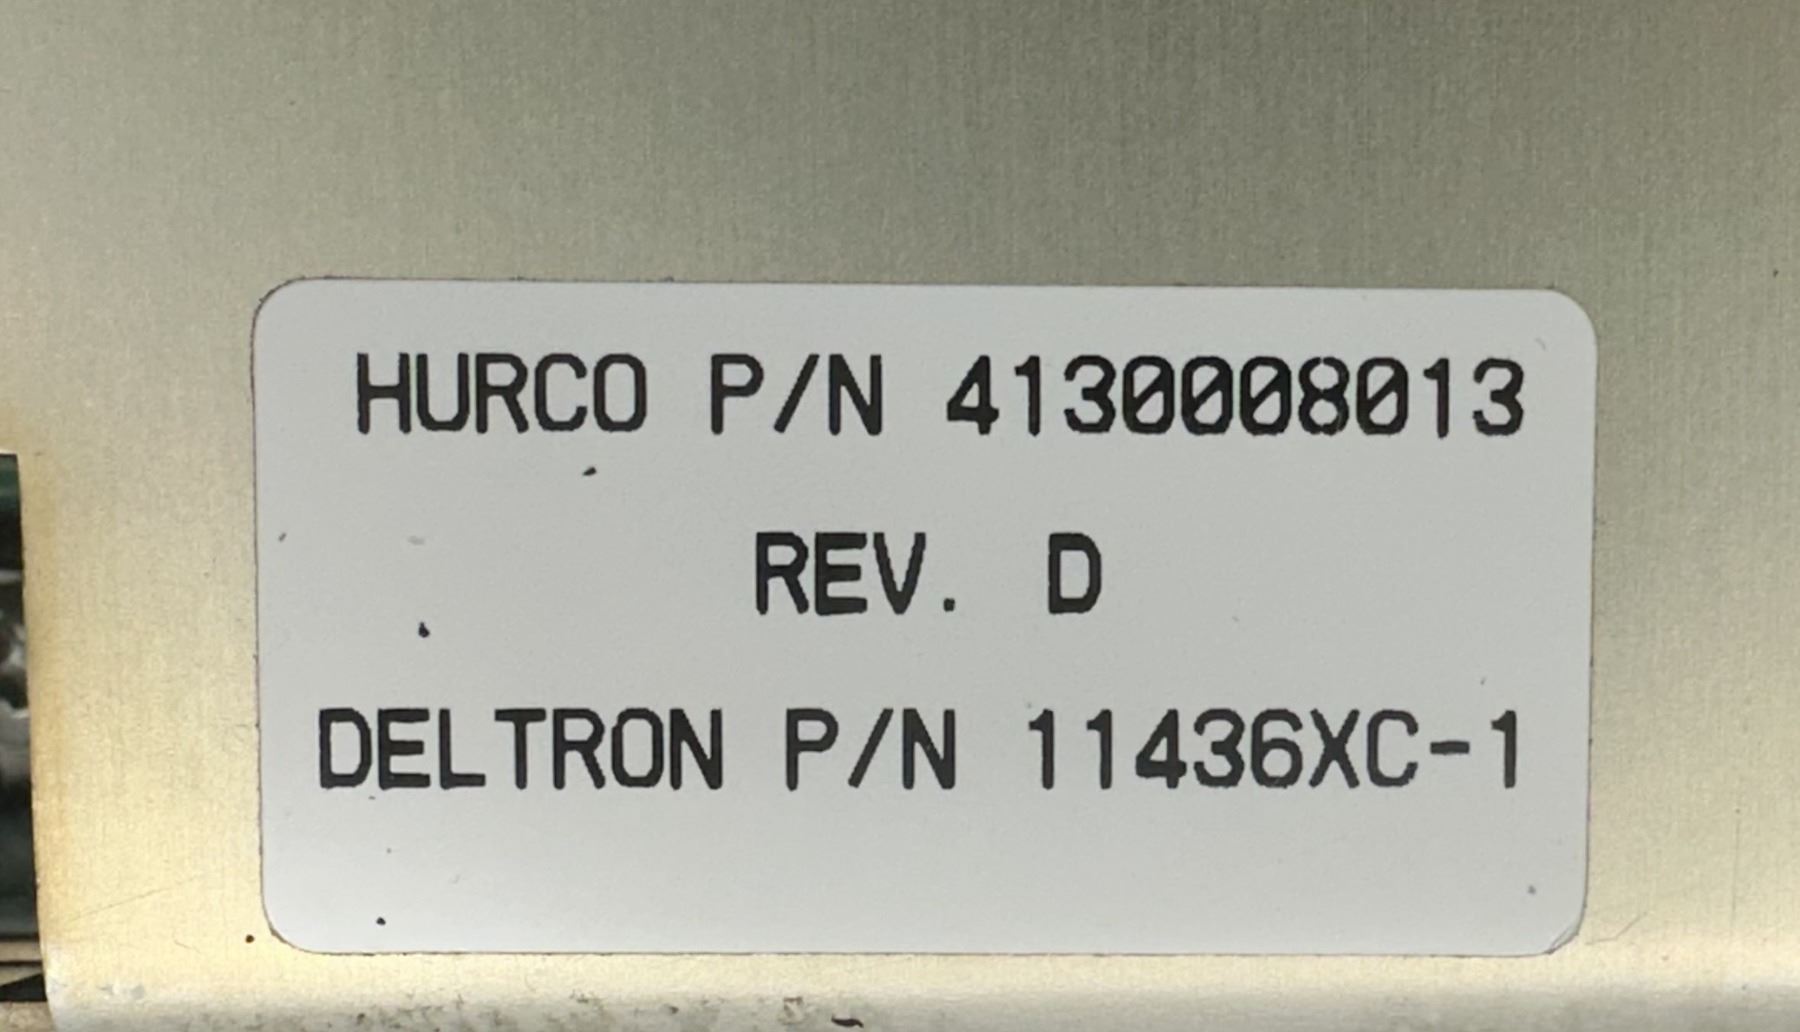 HURCO P/N 4130008013
REV. D
DELTRON P/N 11436XC-1